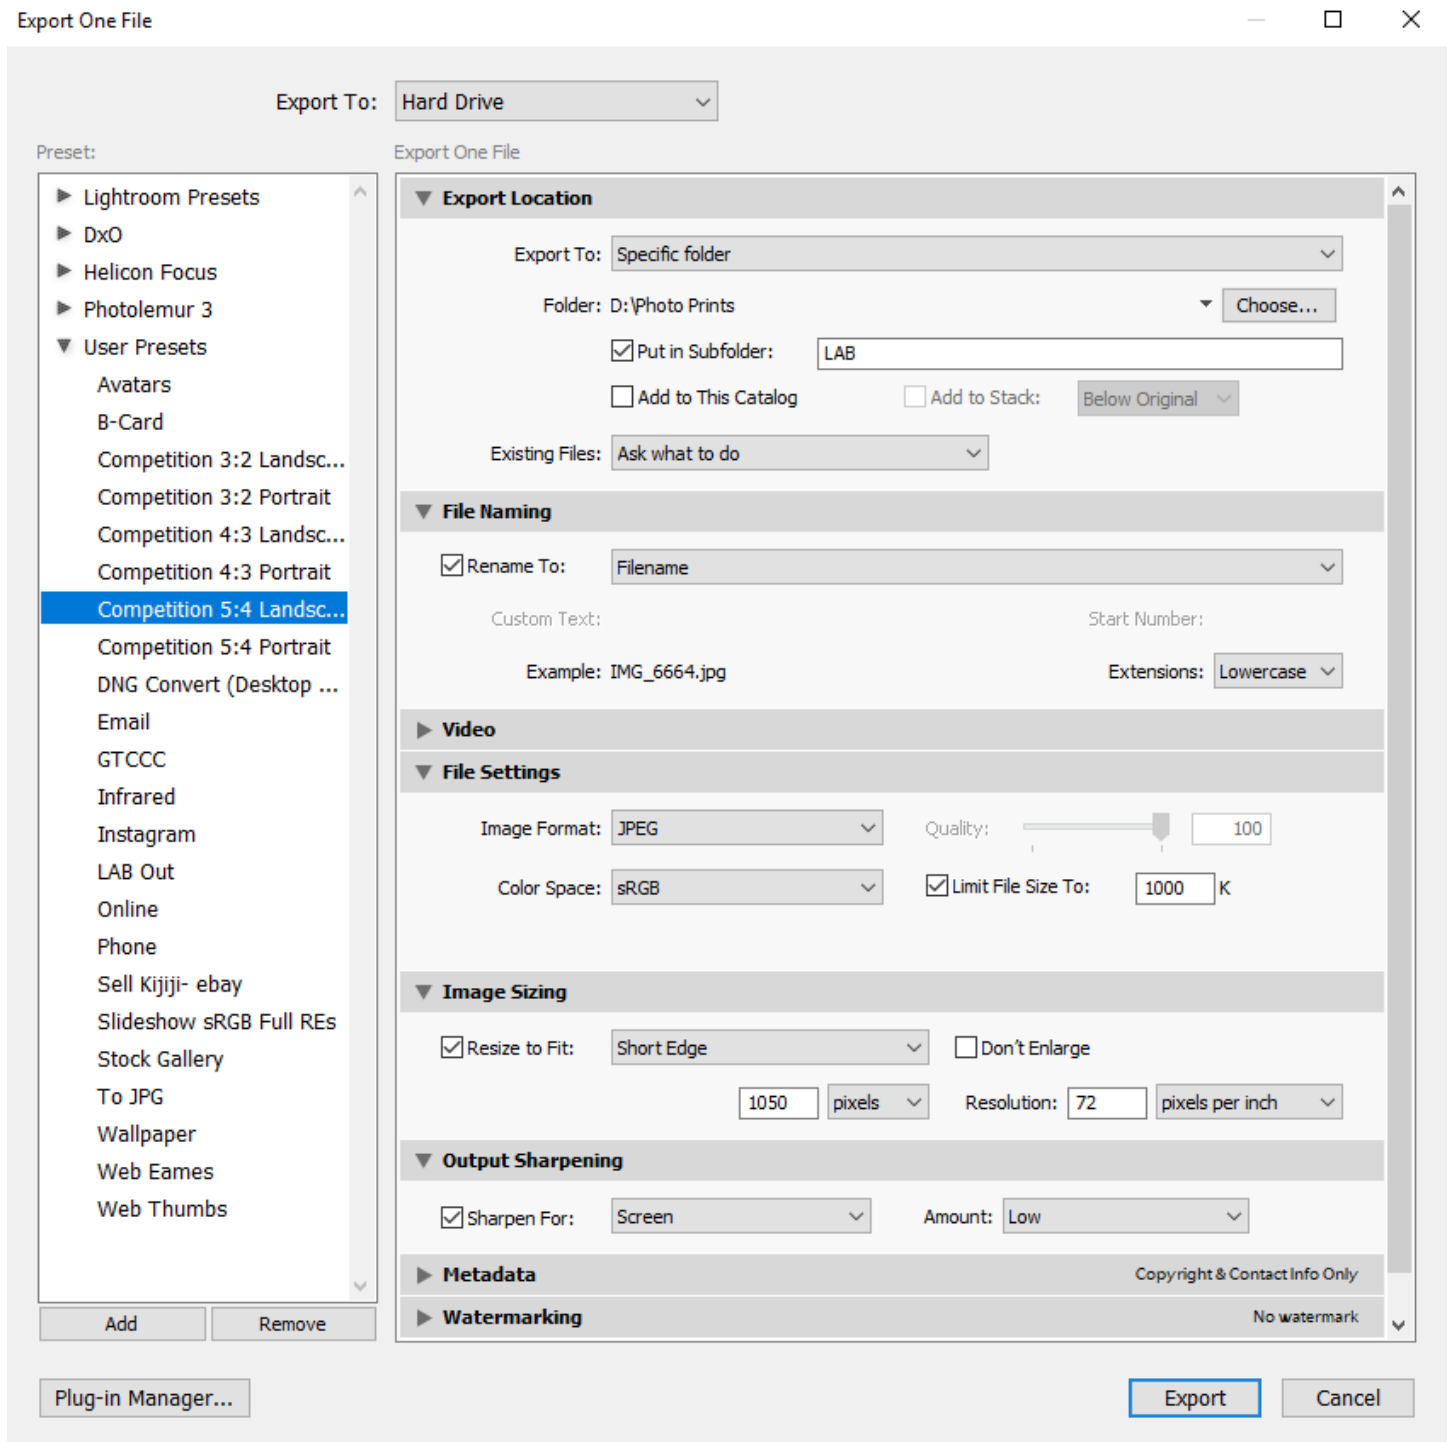 Export One File
Export To: Hard Drive
Preset:
Export One File
Lightroom Presets
DxO
Helicon Focus
Photolemur 3
User Presets
Avatars
B-Card
Competition 3:2 Landsc...
Competition 3:2 Portrait
Competition 4:3 Landsc...
Competition 4:3 Portrait
Competition 5:4 Landsc...
Competition 5:4 Portrait
DNG Convert (Desktop ...
Email
GTCCC
Infrared
Instagram
LAB Out
Online
Phone
Sell Kijiji- ebay
Slideshow sRGB Full REs
Stock Gallery
To JPG
Wallpaper
Web Eames
Web Thumbs
Add Remove
Export Location
Export To: Specific folder
Folder: D:\Photo Prints Choose...
Put in Subfolder: LAB
Add to This Catalog Add to Stack: Below Original
Existing Files: Ask what to do
File Naming
Rename To: Filename
Custom Text: Start Number:
Example: IMG_6664.jpg Extensions: Lowercase
Video
File Settings
Image Format: JPEG Quality: 100
Color Space: sRGB Limit File Size To: 1000 K
Image Sizing
Resize to Fit: Short Edge Don't Enlarge
1050 pixels Resolution: 72 pixels per inch
Output Sharpening
Sharpen For: Screen Amount: Low
Metadata Copyright & Contact Info Only
Watermarking No watermark
Plug-in Manager... Export Cancel